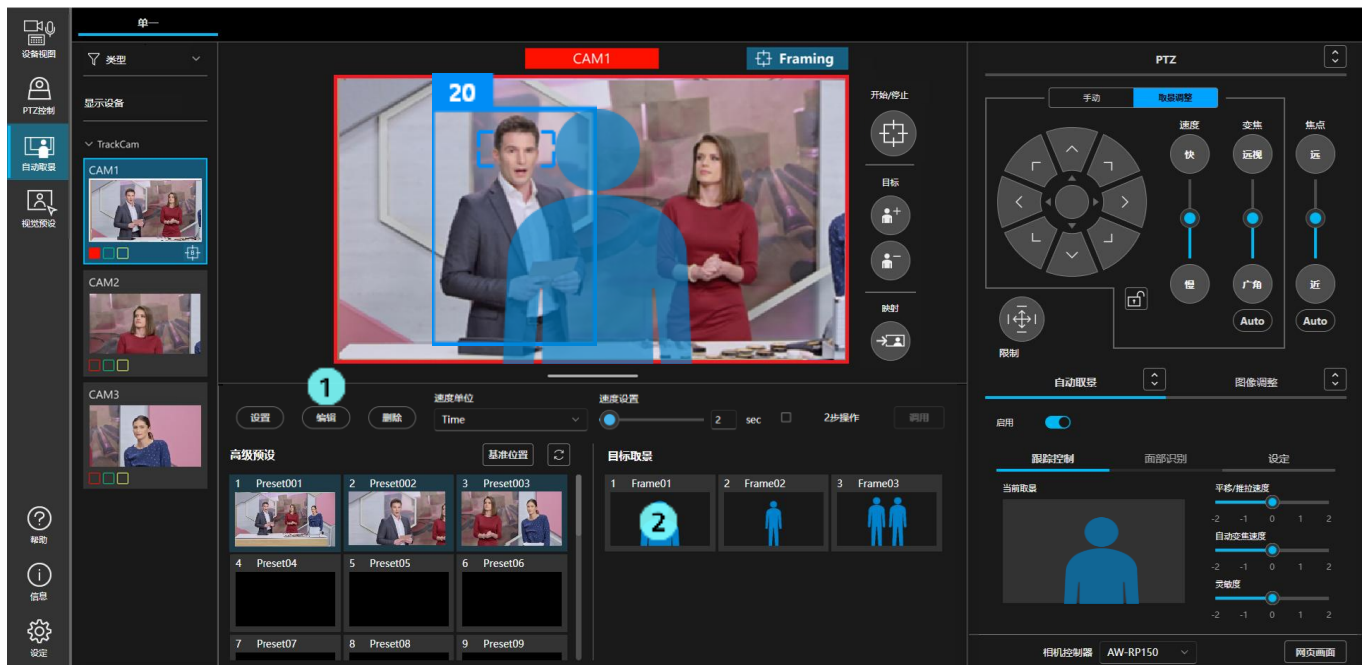 设备视图
PTZ控制
自动取景
视觉预设
帮助
信息
设定
单一
类型
显示设备
TrackCam
CAM1
B
CAM2
CAM3
CAM1
Framing
20
开始/停止
目标
映射
1
设置
编辑
删除
速度单位
Time
速度设置
2 sec
2步操作
调用
高级预设
基准位置
1 Preset001
2 Preset002
3 Preset003
4 Preset04
5 Preset05
6 Preset06
7 Preset07
8 Preset08
9 Preset09
目标取景
1 Frame01
2 Frame02
3 Frame03
2
PTZ
手动
取景调整
速度
变焦
焦点
快
远摄
远
慢
广角
近
Auto
Auto
限制
自动取景
图像调整
启用
跟踪控制
面部识别
设定
当前取景
平移/推拉速度
-2 -1 0 1 2
自动变焦速度
-2 -1 0 1 2
灵敏度
-2 -1 0 1 2
相机控制器
AW-RP150
网页画面